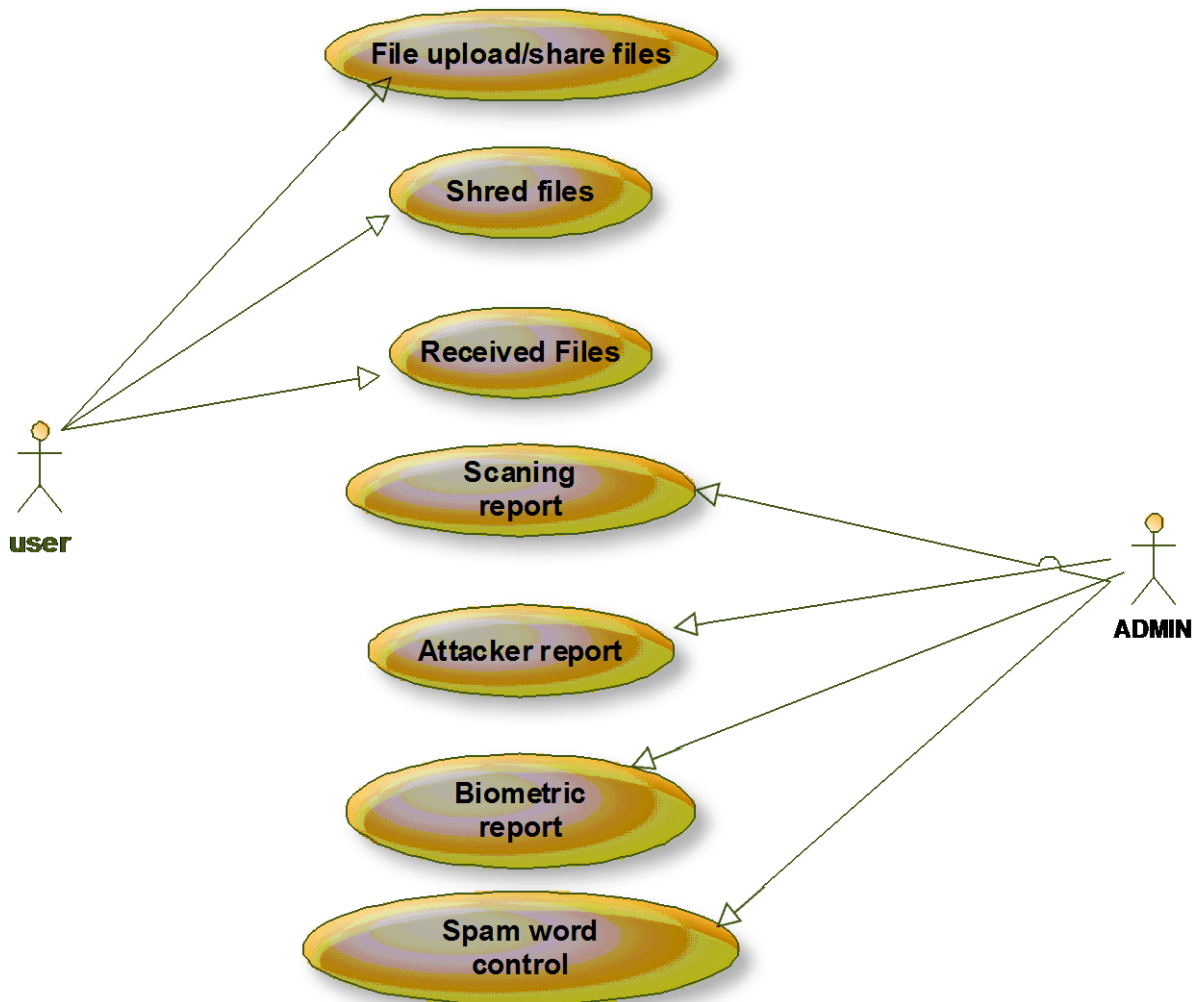 File upload/share files
Shred files
Received Files
Scaning
report
user
ADMIN
Attacker report
Biometric
report
Spam word
control